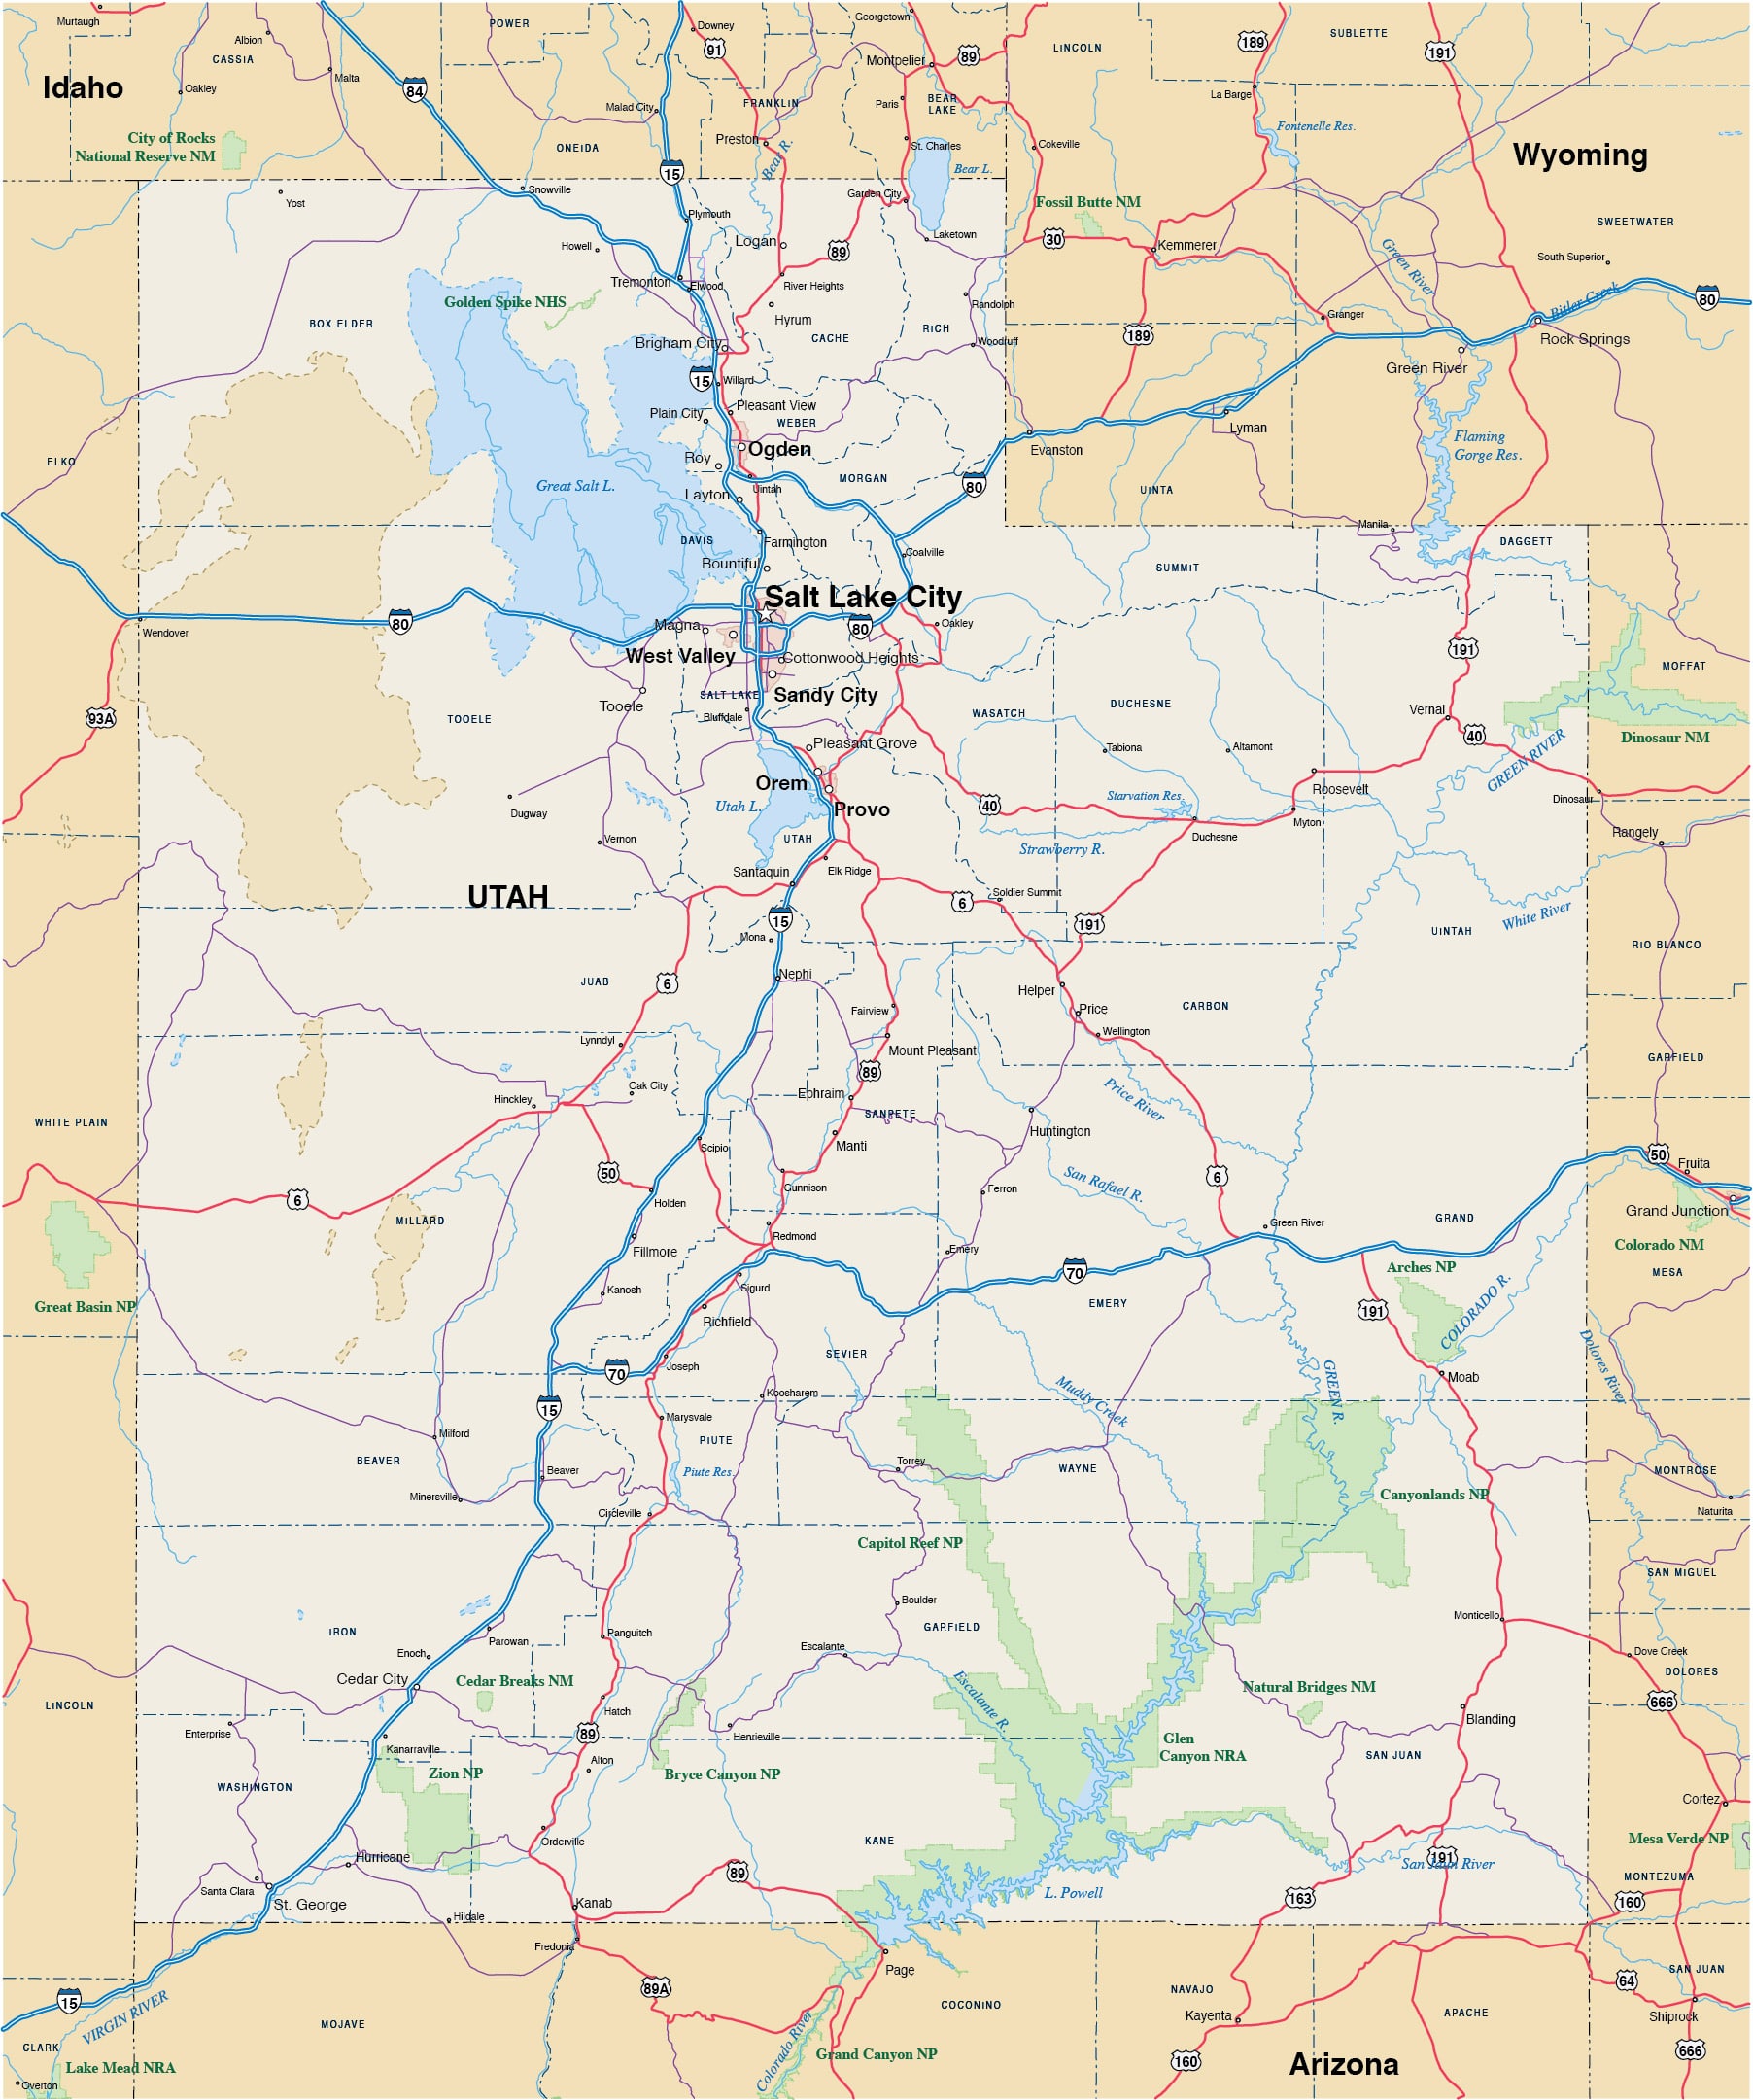 Murtaugh
Albion
CASSIA
Idaho
Oakley
Malta
84
POWER
Downey
91
Georgetown
Montpelier
89
LINCOLN
189
SUBLETTE
191
La Barge
Fontenelle Res.
Wyoming
City of Rocks
National Reserve NM
ONEIDA
Malad City
FRANKLIN
Preston
Bear R.
Paris
BEAR
LAKE
St. Charles
Bear L.
Cokeville
15
Snowville
Yost
Plymouth
Garden City
Laketown
Fossil Butte NM
30
Kemmerer
SWEETWATER
South Superior
Green River
Howell
Logan
89
Tremonton
Elwood
River Heights
Golden Spike NHS
Hyrum
Randolph
RICH
Granger
Bitler Creek
80
BOX ELDER
Brigham City
CACHE
Woodruff
189
Rock Springs
Green River
15
Willard
Pleasant View
Plain City
WEBER
Ogden
Roy
Lyman
Flaming
Gorge Res.
Evanston
ELKO
Great Salt L.
Layton
Uintah
MORGAN
80
UINTA
Manila
DAVIS
Farmington
Bountiful
Coalville
SUMMIT
DAGGETT
Salt Lake City
Wendover
80
Magna
80
Oakley
West Valley
Cottonwood Heights
191
MOFFAT
SALT LAKE
Sandy City
Tooele
Bluffdale
93A
TOOELE
WASATCH
DUCHESNE
Vernal
40
Dinosaur NM
Pleasant Grove
Tabiona
Altamont
GREEN RIVER
Orem
Provo
Utah L.
Dugway
40
Starvation Res.
Roosevelt
Dinosaur
Myton
Duchesne
Rangely
Vernon
UTAH
Strawberry R.
Santaquin
Elk Ridge
UTAH
6
Soldier Summit
191
White River
UINTAH
RIO BLANCO
15
Mona
JUAB
6
Nephi
Helper
Price
CARBON
Fairview
Wellington
Lynndyl
Mount Pleasant
GARFIELD
89
Oak City
Hinckley
Ephraim
SANPETE
Price River
WHITE PLAIN
Huntington
Manti
Scipio
50
6
Gunnison
Holden
San Rafael R.
Ferron
6
50
Fruita
Grand Junction
MILLARD
Redmond
Green River
GRAND
Fillmore
Emery
Colorado NM
70
Arches NP
MESA
Great Basin NP
Kanosh
Sigurd
Richfield
EMERY
191
COLORADO R.
Dolores River
SEVIER
70
Joseph
Koosharem
Muddy Creek
GREEN R.
Moab
15
Marysvale
Milford
PIUTE
BEAVER
Beaver
Piute Res.
Torrey
WAYNE
MONTROSE
Minersville
Circleville
Canyonlands NP
Naturita
Capitol Reef NP
SAN MIGUEL
Boulder
IRON
Parowan
Panguitch
GARFIELD
Monticello
Enoch
Escalante
Dove Creek
Cedar City
Cedar Breaks NM
Escalante R.
Natural Bridges NM
DOLORES
LINCOLN
666
Hatch
Enterprise
89
Henrieville
Blanding
Kanarraville
Glen
Canyon NRA
Alton
SAN JUAN
Zion NP
Bryce Canyon NP
WASHINGTON
Cortez
Orderville
KANE
Mesa Verde NP
Hurricane
89
191
San Juan River
Santa Clara
St. George
L. Powell
MONTEZUMA
163
160
Kanab
Hildale
Fredonia
Page
89A
64
SAN JUAN
15
VIRGIN RIVER
NAVAJO
COCONINO
Kayenta
APACHE
Shiprock
MOJAVE
CLARK
Lake Mead NRA
Colorado River
Grand Canyon NP
160
Arizona
666
Overton